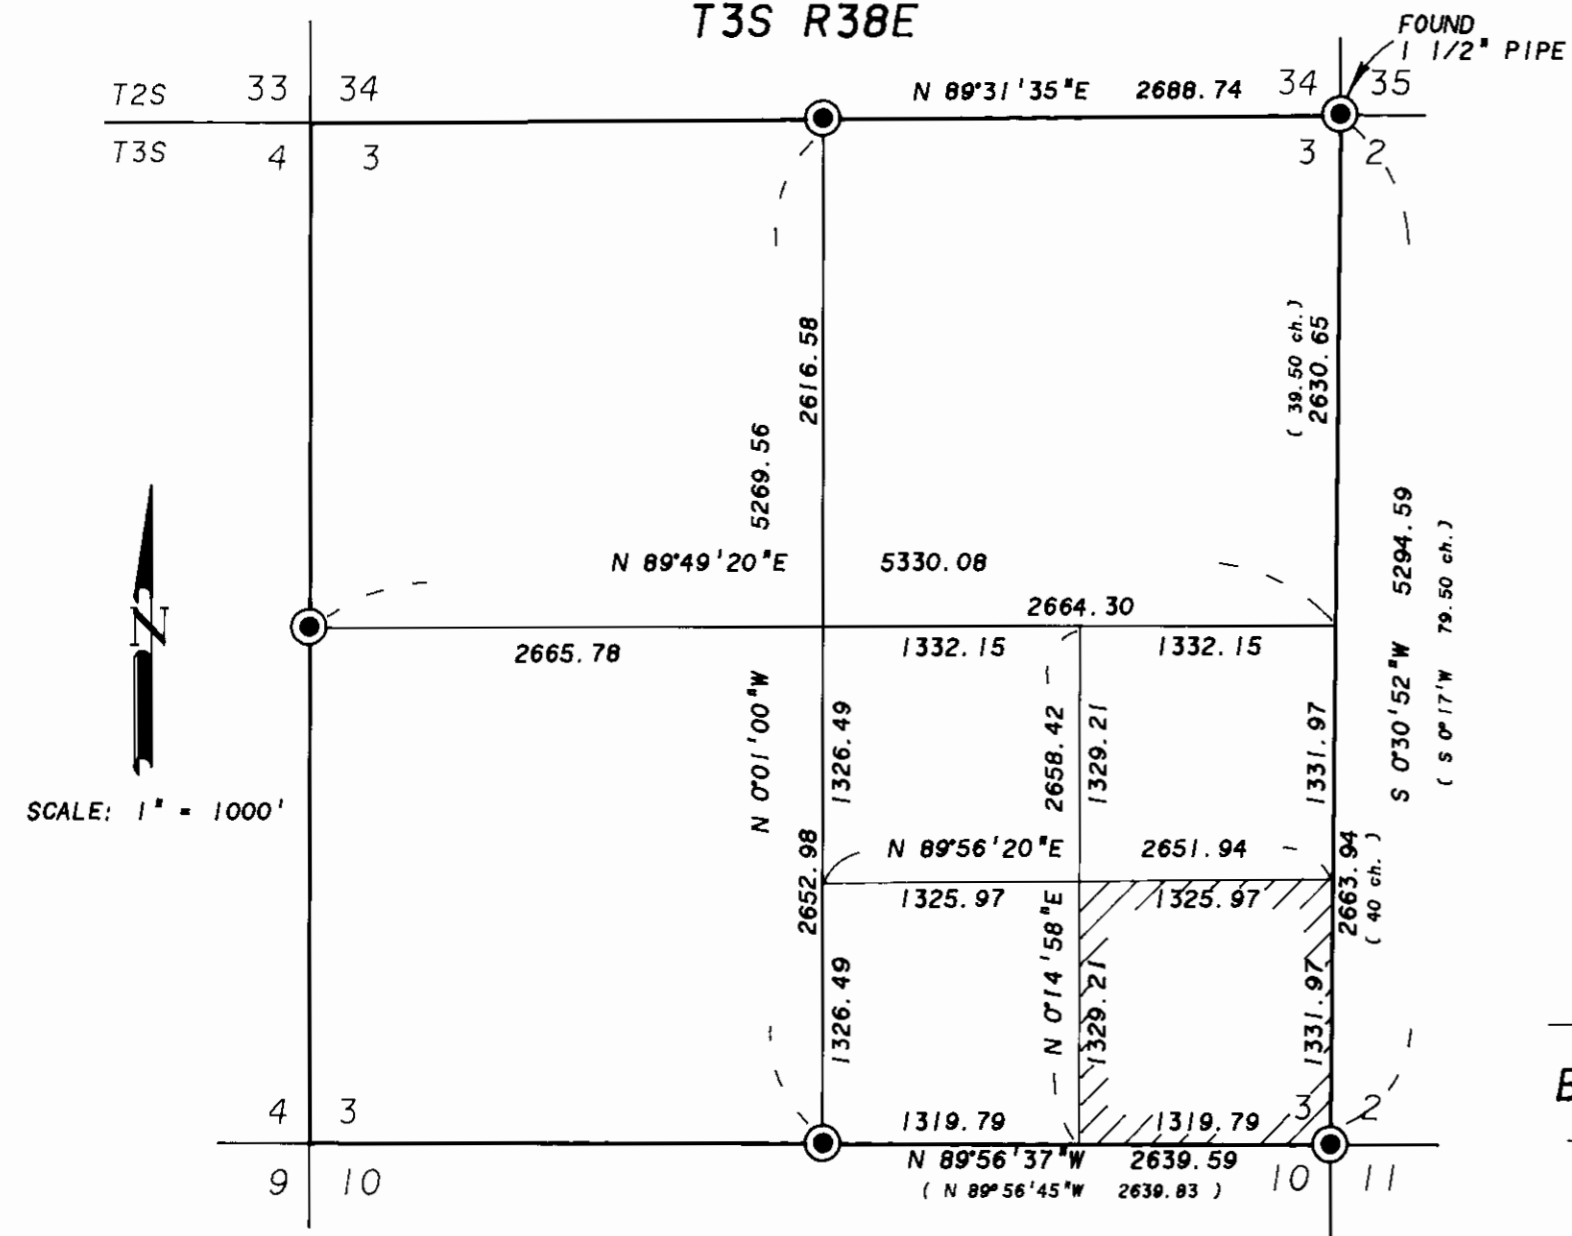 T3S R38E
FOUND
1 1/2" PIPE
T2S 33 34
N 89°31'35"E 2688.74 34 35
T3S 4 3
3 2
2616.58
( 39.50 ch.)
2630.65
5269.56
S 0°30'52"W 5294.59
( S 0°17'W 79.50 ch.)
N 89°49'20"E 5330.08
2664.30
2665.78
1332.15 1332.15
N
SCALE: 1" = 1000'
N 0°01'00"W
1326.49
2658.42
1329.21
1331.97
2652.98
N 89°56'20"E 2651.94
2663.94
( 40 ch. )
1325.97 1325.97
1326.49
N 0°14'58"E
1329.21
1331.97
4 3
1319.79 1319.79
3 2
N 89°56'37"W 2639.59
( N 89°56'45"W 2639.83 )
9 10
10 11